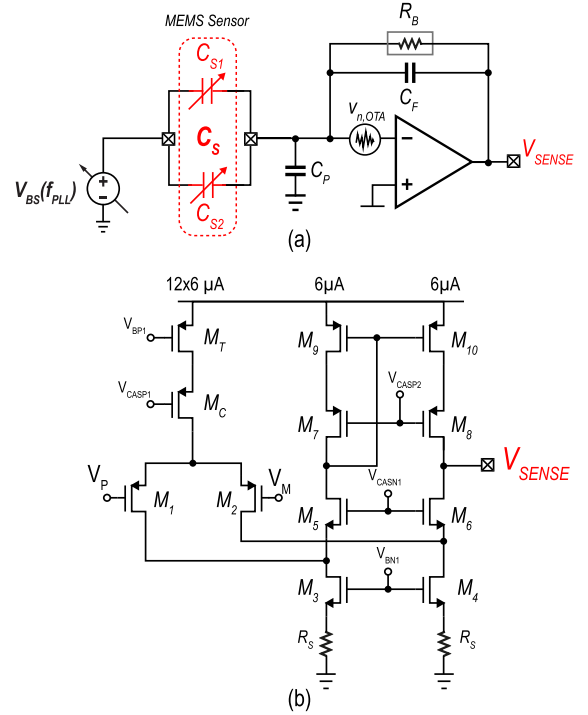 MEMS Sensor
R_B
C_S1
C_F
v_n,OTA
C_S
V_SENSE
V_BS(f_PLL)
C_P
C_S2
(a)
12x6 µA 6µA 6µA
V_BP1 M_T M_9 M_10
V_CASP1 M_C V_CASP2
M_7 M_8
V_P V_M V_CASN1 V_SENSE
M_1 M_2 M_5 M_6
V_BN1
M_3 M_4
R_S R_S
(b)